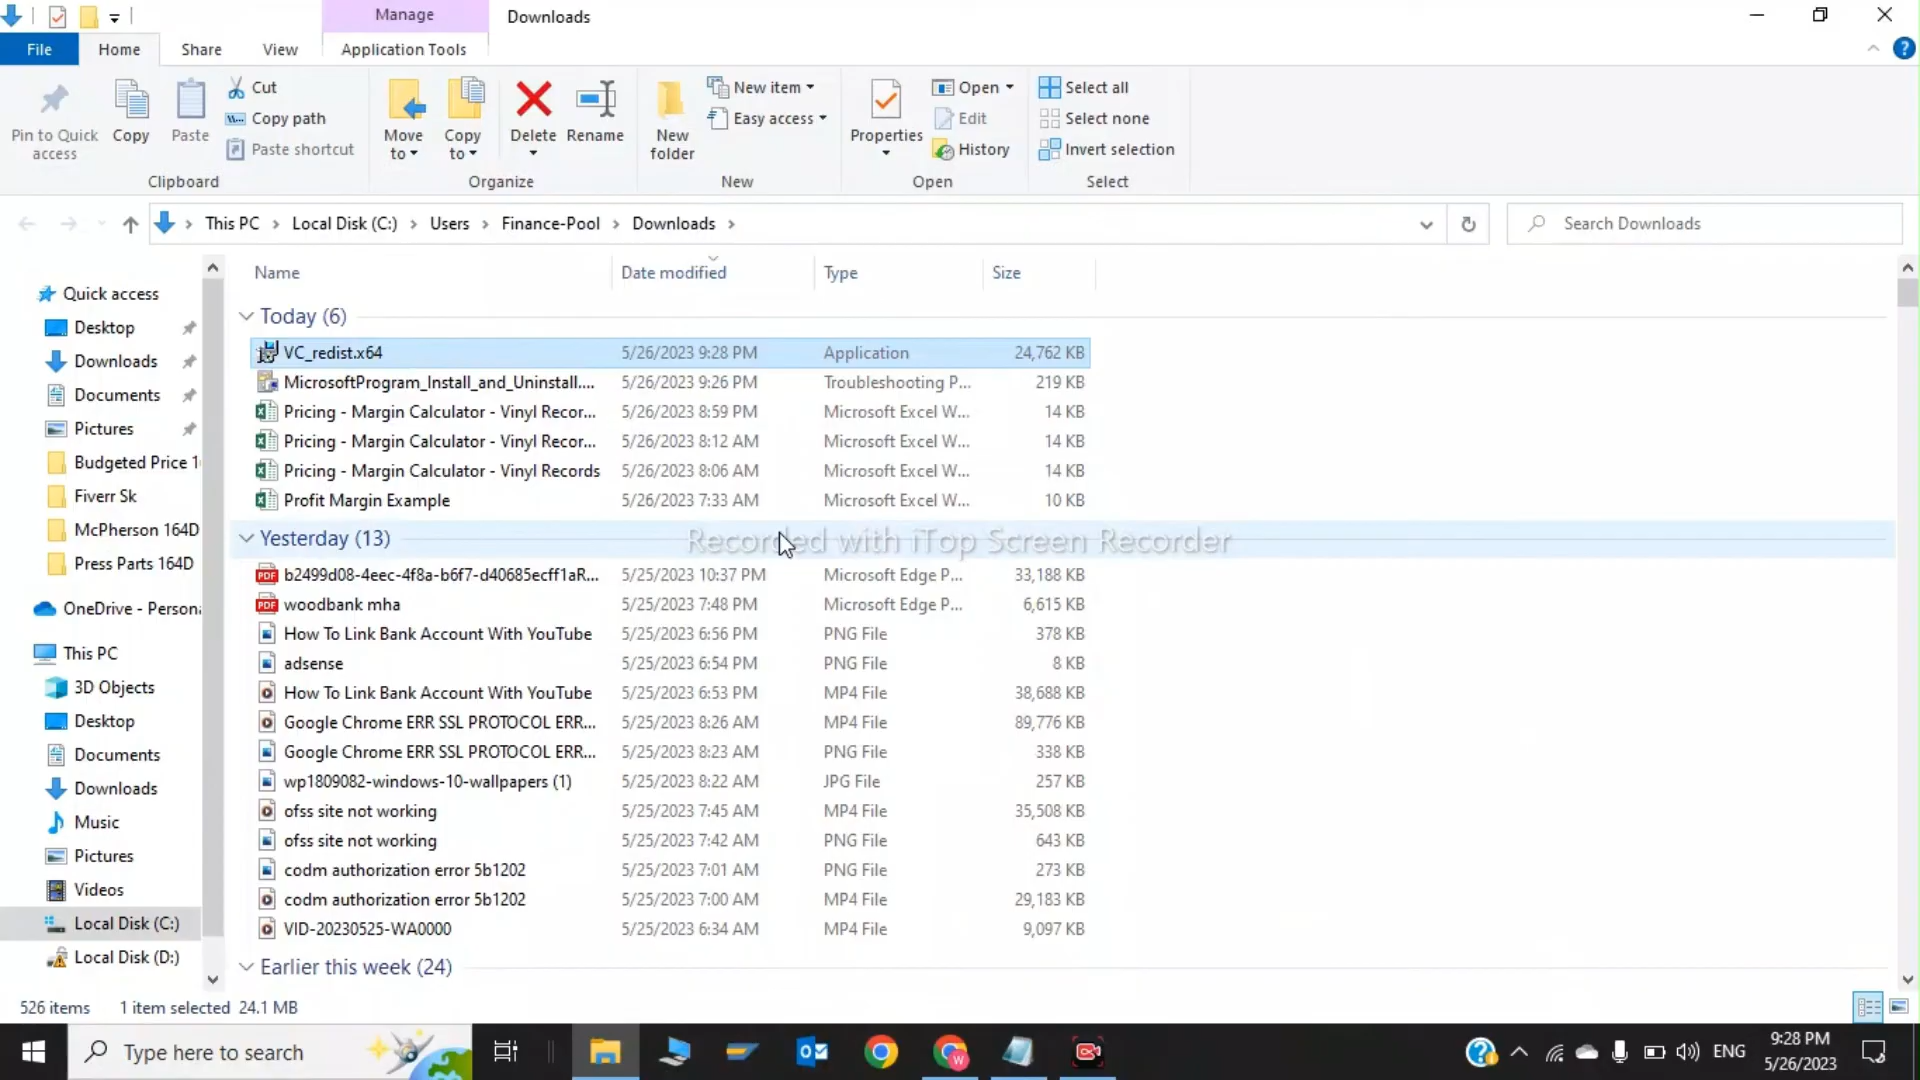 Manage
Downloads
File
Home
Share
View
Application Tools
Pin to Quick access
Copy
Paste
Cut
Copy path
Paste shortcut
Clipboard
Move to
Copy to
Delete
Rename
Organize
New folder
New item
Easy access
New
Properties
Open
Edit
History
Open
Select all
Select none
Invert selection
Select
This PC > Local Disk (C:) > Users > Finance-Pool > Downloads >
Search Downloads
Quick access
Desktop
Downloads
Documents
Pictures
Budgeted Price 1
Fiverr Sk
McPherson 164D
Press Parts 164D
OneDrive - Persona
This PC
3D Objects
Desktop
Documents
Downloads
Music
Pictures
Videos
Local Disk (C:)
Local Disk (D:)
Name Date modified Type Size
Today (6)
VC_redist.x64 5/26/2023 9:28 PM Application 24,762 KB
MicrosoftProgram_Install_and_Uninstall.... 5/26/2023 9:26 PM Troubleshooting P... 219 KB
Pricing - Margin Calculator - Vinyl Recor... 5/26/2023 8:59 PM Microsoft Excel W... 14 KB
Pricing - Margin Calculator - Vinyl Recor... 5/26/2023 8:12 AM Microsoft Excel W... 14 KB
Pricing - Margin Calculator - Vinyl Records 5/26/2023 8:06 AM Microsoft Excel W... 14 KB
Profit Margin Example 5/26/2023 7:33 AM Microsoft Excel W... 10 KB
Yesterday (13)
Recorded with iTop Screen Recorder
b2499d08-4eec-4f8a-b6f7-d40685ecff1aR... 5/25/2023 10:37 PM Microsoft Edge P... 33,188 KB
woodbank mha 5/25/2023 7:48 PM Microsoft Edge P... 6,615 KB
How To Link Bank Account With YouTube 5/25/2023 6:56 PM PNG File 378 KB
adsense 5/25/2023 6:54 PM PNG File 8 KB
How To Link Bank Account With YouTube 5/25/2023 6:53 PM MP4 File 38,688 KB
Google Chrome ERR SSL PROTOCOL ERR... 5/25/2023 8:26 AM MP4 File 89,776 KB
Google Chrome ERR SSL PROTOCOL ERR... 5/25/2023 8:23 AM PNG File 338 KB
wp1809082-windows-10-wallpapers (1) 5/25/2023 8:22 AM JPG File 257 KB
ofss site not working 5/25/2023 7:45 AM MP4 File 35,508 KB
ofss site not working 5/25/2023 7:42 AM PNG File 643 KB
codm authorization error 5b1202 5/25/2023 7:01 AM PNG File 273 KB
codm authorization error 5b1202 5/25/2023 7:00 AM MP4 File 29,183 KB
VID-20230525-WA0000 5/25/2023 6:34 AM MP4 File 9,097 KB
Earlier this week (24)
526 items 1 item selected 24.1 MB
Type here to search
ENG
9:28 PM
5/26/2023